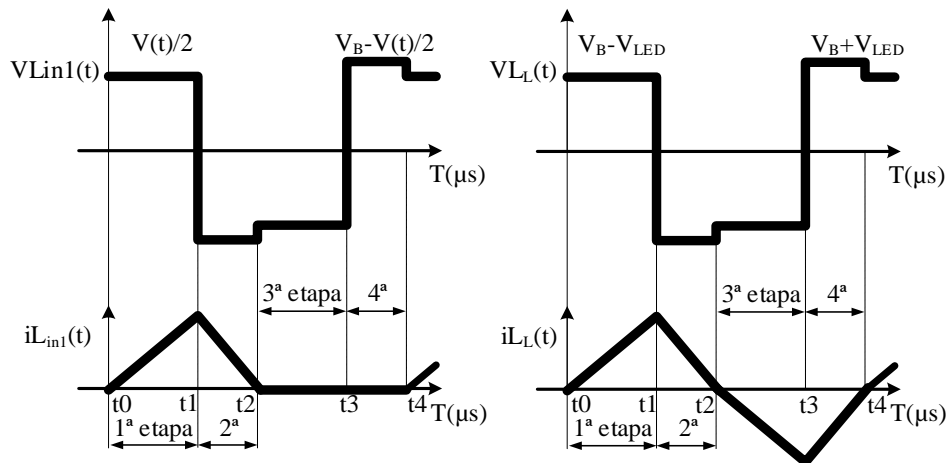 V(t)/2
V_B-V(t)/2
VLin1(t)
T(µs)
3ª etapa
4ª
iL_in1(t)
t0
t1
t2
t3
t4
T(µs)
1ª etapa
2ª
V_B-V_LED
V_B+V_LED
VL_L(t)
T(µs)
3ª etapa
4ª
iL_L(t)
t0
t1
t2
t3
t4
T(µs)
1ª etapa
2ª